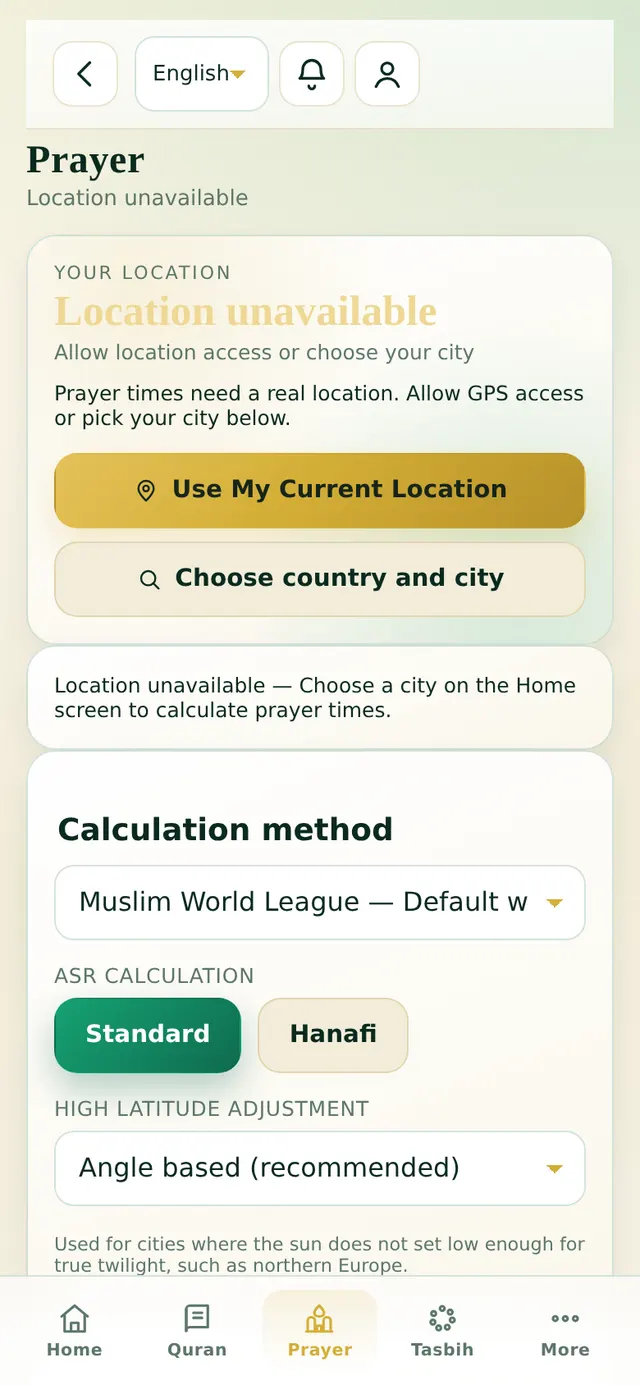 English
Prayer
Location unavailable
YOUR LOCATION
Location unavailable
Allow location access or choose your city
Prayer times need a real location. Allow GPS access
or pick your city below.
Use My Current Location
Choose country and city
Location unavailable — Choose a city on the Home
screen to calculate prayer times.
Calculation method
Muslim World League — Default w
ASR CALCULATION
Standard Hanafi
HIGH LATITUDE ADJUSTMENT
Angle based (recommended)
Used for cities where the sun does not set low enough for
true twilight, such as northern Europe.
Home Quran Prayer Tasbih More